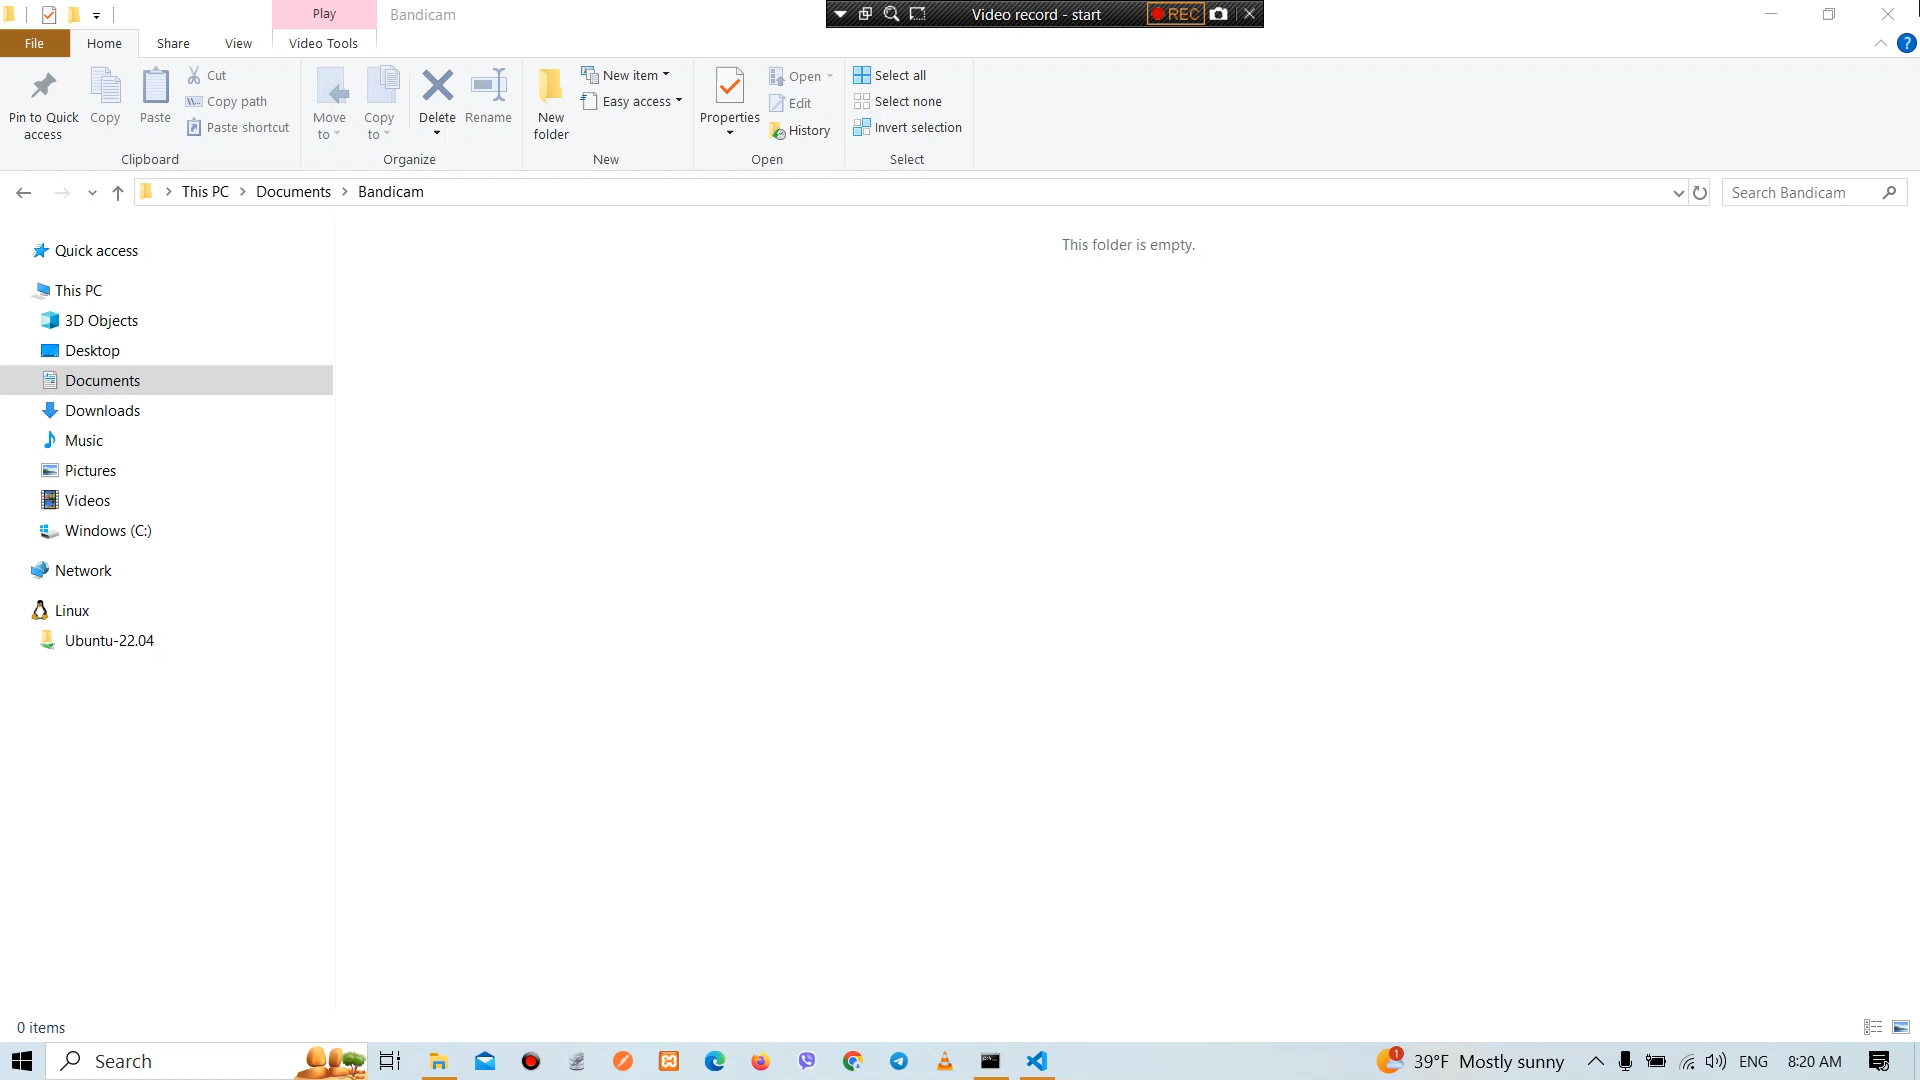 Play
Bandicam
Video record - start
REC
File
Home
Share
View
Video Tools
Pin to Quick access
Copy
Paste
Cut
Copy path
Paste shortcut
Clipboard
Move to
Copy to
Delete
Rename
Organize
New folder
New item
Easy access
New
Properties
Open
Edit
History
Open
Select all
Select none
Invert selection
Select
This PC
Documents
Bandicam
Search Bandicam
This folder is empty.
Quick access
This PC
3D Objects
Desktop
Documents
Downloads
Music
Pictures
Videos
Windows (C:)
Network
Linux
Ubuntu-22.04
0 items
Search
1
39°F Mostly sunny
ENG
8:20 AM